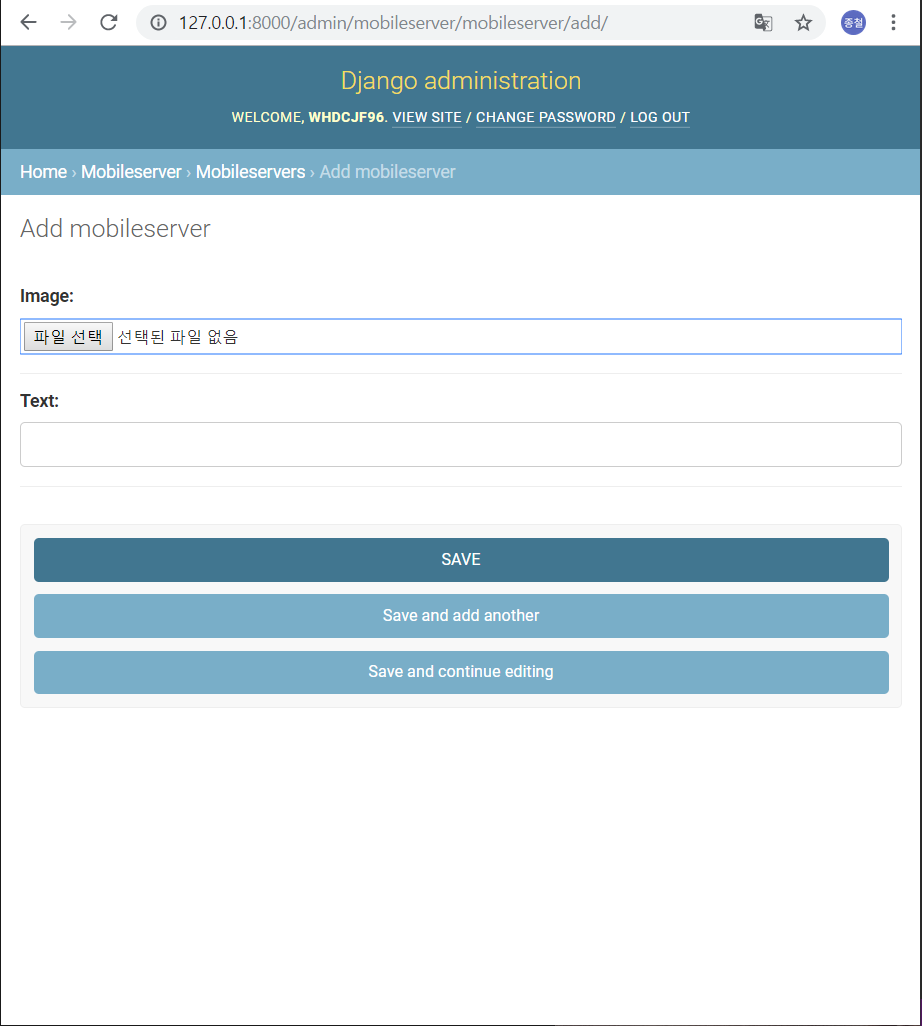 127.0.0.1:8000/admin/mobileserver/mobileserver/add/
종철
Django administration
WELCOME, WHDCJF96. VIEW SITE / CHANGE PASSWORD / LOG OUT
Home › Mobileserver › Mobileservers › Add mobileserver
Add mobileserver
Image:
파일 선택 선택된 파일 없음
Text:
SAVE
Save and add another
Save and continue editing